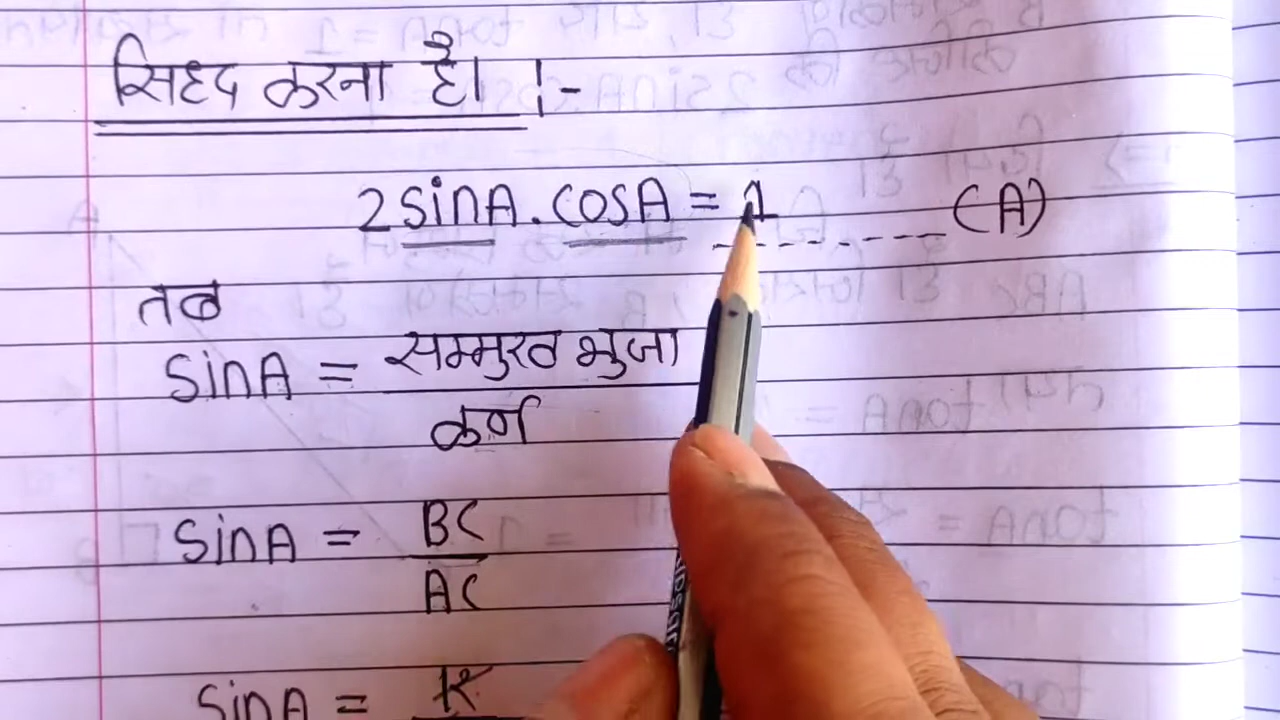 सिद्द करना है। :-
2 sinA . cosA = 1 ---------- (A)
तब
sinA = सम्मुख भुजा
कर्ण
sinA = BC
AC
sinA = K